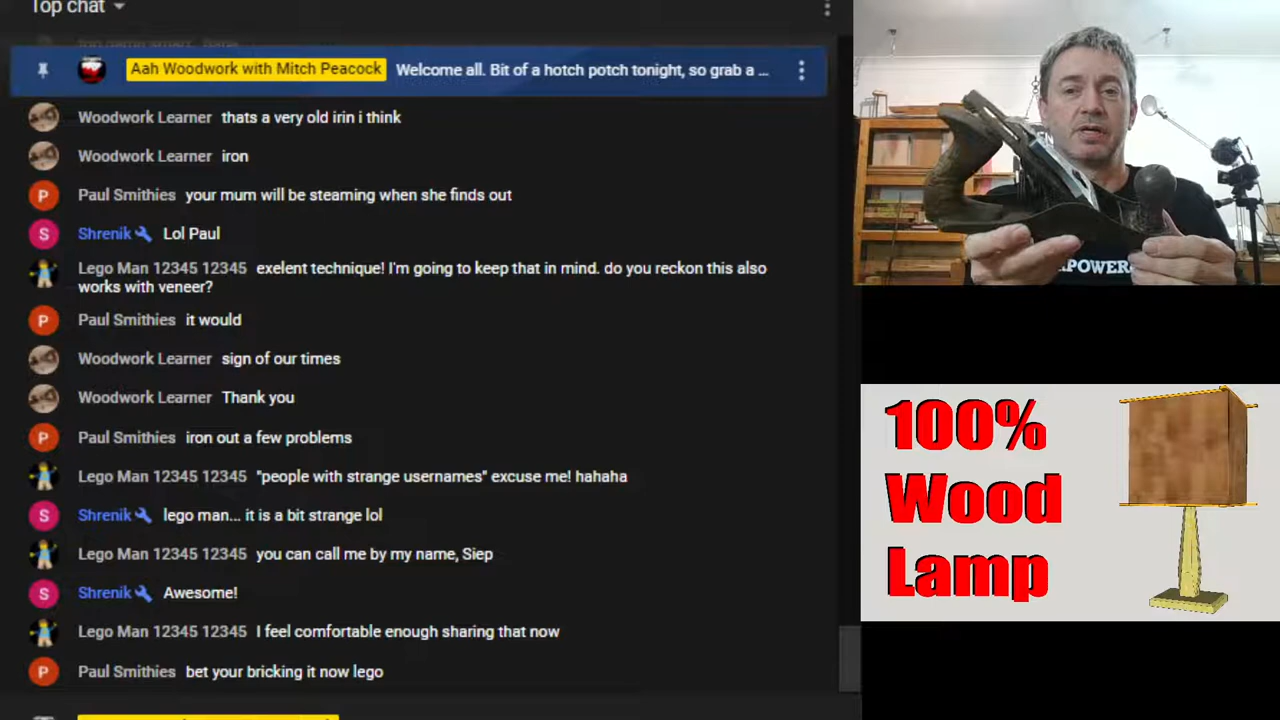 Top chat
Aah Woodwork with Mitch Peacock Welcome all. Bit of a hotch potch tonight, so grab a ...
Woodwork Learner thats a very old irin i think
Woodwork Learner iron
P Paul Smithies your mum will be steaming when she finds out
S Shrenik Lol Paul
Lego Man 12345 12345 exelent technique! I'm going to keep that in mind. do you reckon this also
works with veneer?
P Paul Smithies it would
Woodwork Learner sign of our times
Woodwork Learner Thank you
P Paul Smithies iron out a few problems
Lego Man 12345 12345 "people with strange usernames" excuse me! hahaha
S Shrenik lego man... it is a bit strange lol
Lego Man 12345 12345 you can call me by my name, Siep
S Shrenik Awesome!
Lego Man 12345 12345 I feel comfortable enough sharing that now
P Paul Smithies bet your bricking it now lego
POWER
100%
Wood
Lamp